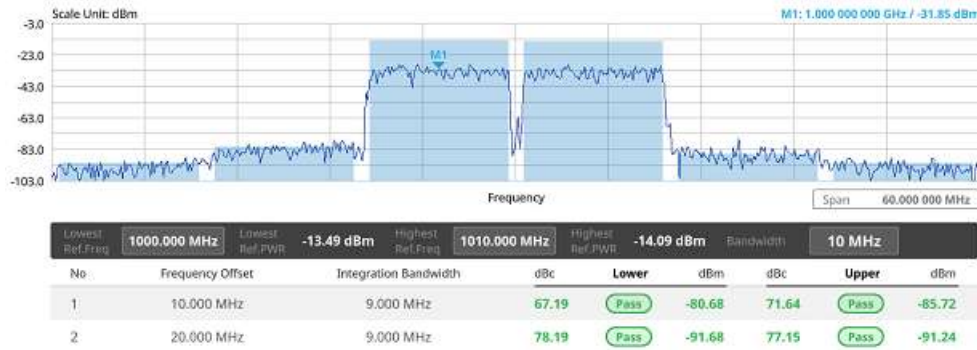 Scale Unit: dBm
M1: 1.000 000 000 GHz / -31.85 dBm
-3.0
-23.0
M1
-43.0
-63.0
-83.0
-103.0
Frequency
Span 60.000 000 MHz
Lowest Ref.Freq 1000.000 MHz Lowest Ref.PWR -13.49 dBm Highest Ref.Freq 1010.000 MHz Highest Ref.PWR -14.09 dBm Bandwidth 10 MHz
No Frequency Offset Integration Bandwidth dBc Lower dBm dBc Upper dBm
1 10.000 MHz 9.000 MHz 67.19 Pass -80.68 71.64 Pass -85.72
2 20.000 MHz 9.000 MHz 78.19 Pass -91.68 77.15 Pass -91.24